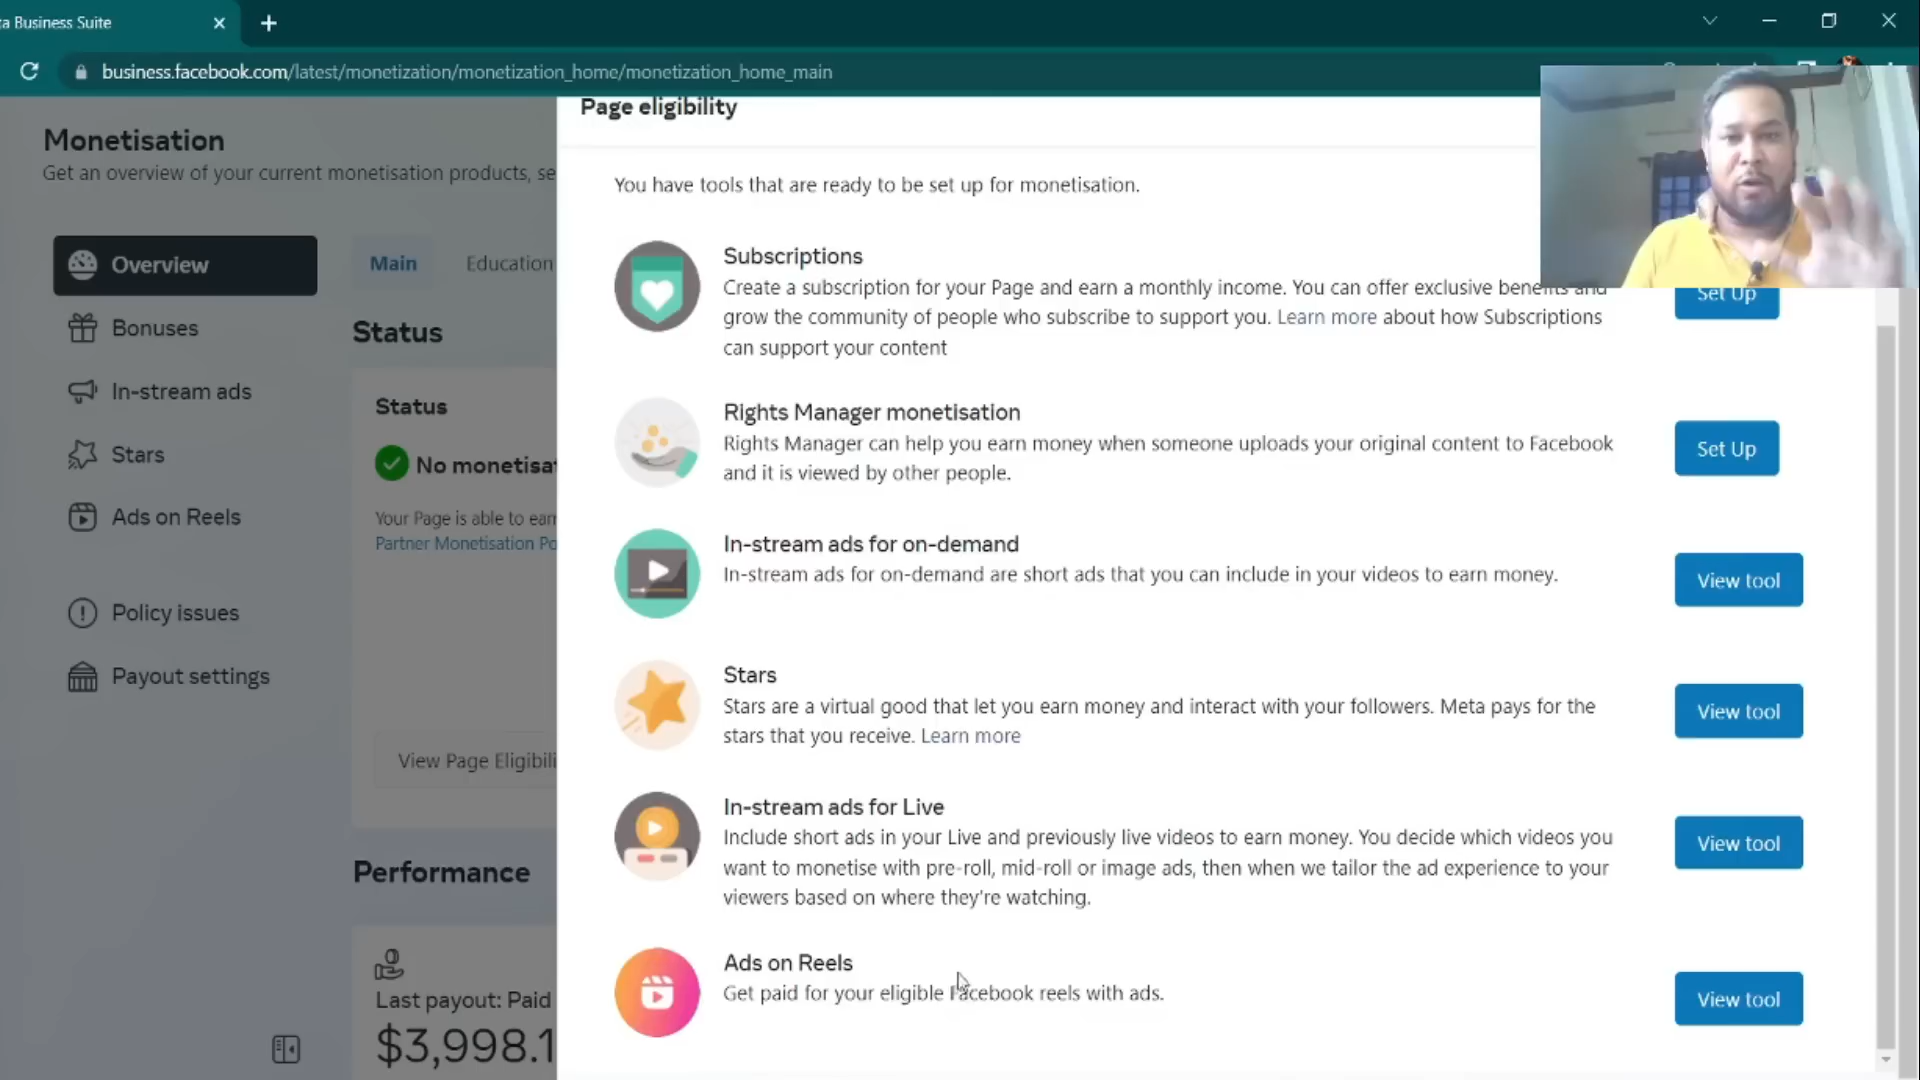 a Business Suite
business.facebook.com/latest/monetization/monetization_home/monetization_home_main
Monetisation
Get an overview of your current monetisation products, se
Overview
Bonuses
In-stream ads
Stars
Ads on Reels
Policy issues
Payout settings
Main
Education
Status
Status
No monetisat
Your Page is able to earn
Partner Monetisation Po
View Page Eligibili
Performance
Last payout: Paid
$3,998.1
Page eligibility
You have tools that are ready to be set up for monetisation.
Subscriptions
Create a subscription for your Page and earn a monthly income. You can offer exclusive benefits and
grow the community of people who subscribe to support you. Learn more about how Subscriptions
can support your content
Set Up
Rights Manager monetisation
Rights Manager can help you earn money when someone uploads your original content to Facebook
and it is viewed by other people.
Set Up
In-stream ads for on-demand
In-stream ads for on-demand are short ads that you can include in your videos to earn money.
View tool
Stars
Stars are a virtual good that let you earn money and interact with your followers. Meta pays for the
stars that you receive. Learn more
View tool
In-stream ads for Live
Include short ads in your Live and previously live videos to earn money. You decide which videos you
want to monetise with pre-roll, mid-roll or image ads, then when we tailor the ad experience to your
viewers based on where they're watching.
View tool
Ads on Reels
Get paid for your eligible Facebook reels with ads.
View tool